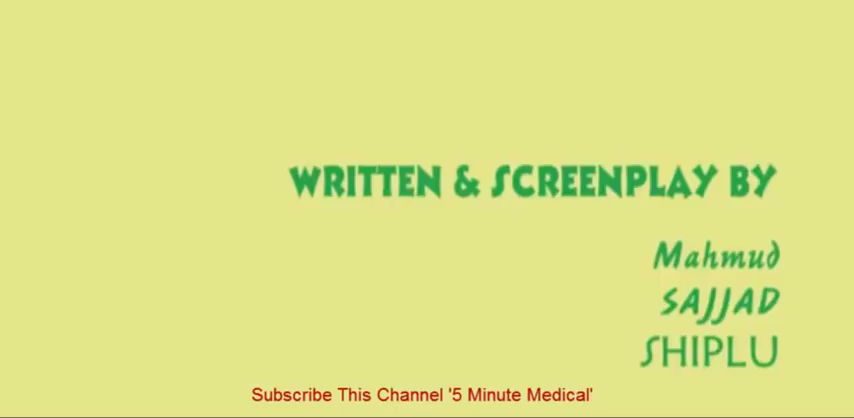 WRITTEN & SCREENPLAY BY
Mahmud
SAJJAD
SHIPLU
Subscribe This Channel '5 Minute Medical'